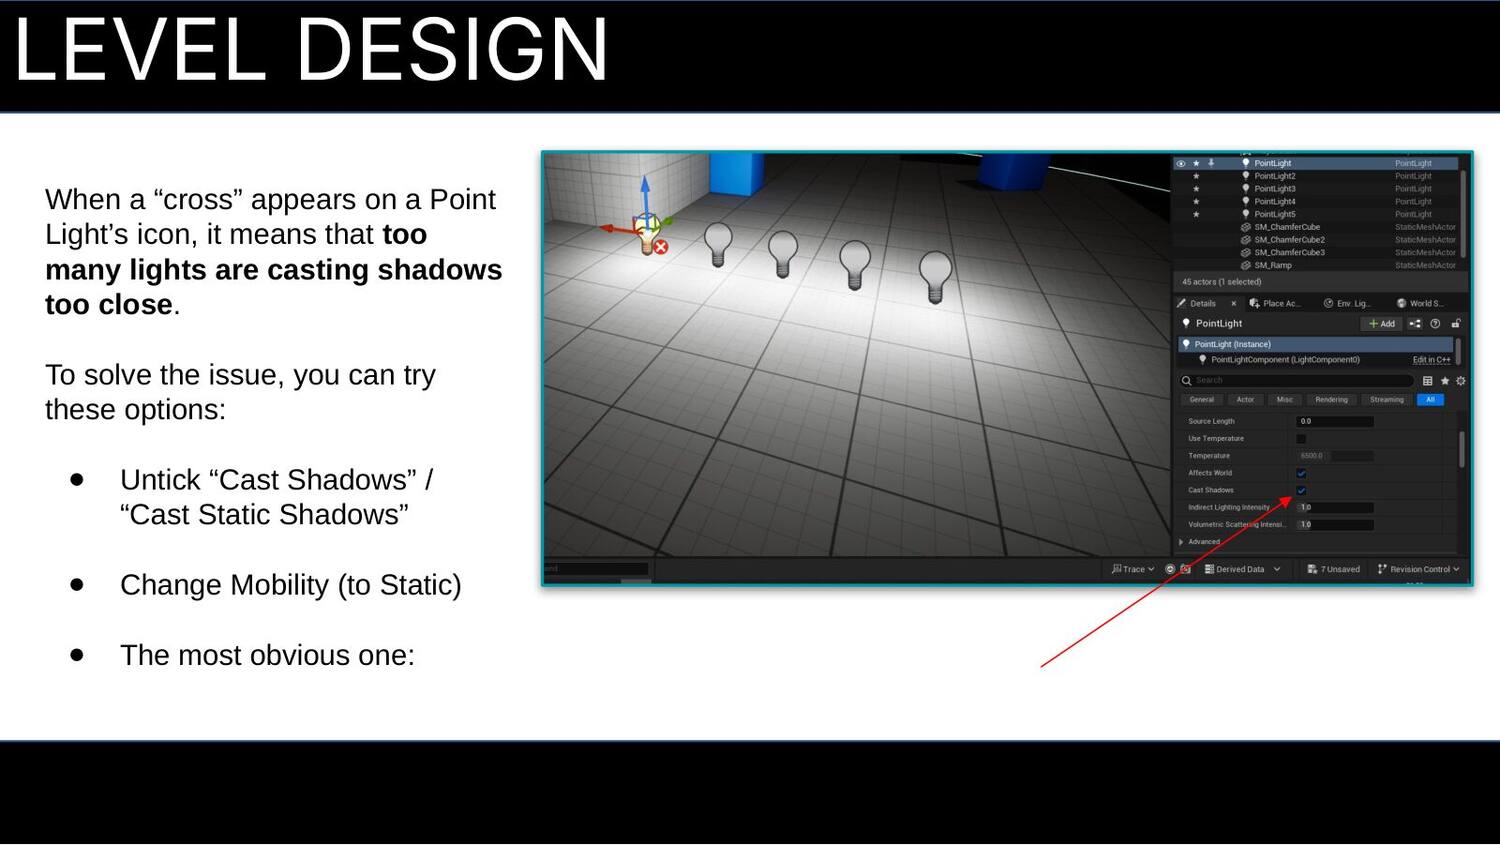 LEVEL DESIGN
When a “cross” appears on a Point
Light’s icon, it means that too
many lights are casting shadows
too close.
To solve the issue, you can try
these options:
● Untick “Cast Shadows” /
“Cast Static Shadows”
● Change Mobility (to Static)
● The most obvious one:
PointLight PointLight
PointLight2 PointLight
PointLight3 PointLight
PointLight4 PointLight
PointLight5 PointLight
SM_ChamferCube StaticMeshActor
SM_ChamferCube2 StaticMeshActor
SM_ChamferCube3 StaticMeshActor
SM_Ramp StaticMeshActor
45 actors (1 selected)
Details × Place Ac... Env. Lig... World S...
PointLight + Add
PointLight (Instance)
PointLightComponent (LightComponent0) Edit in C++
Search
General Actor Misc Rendering Streaming All
Source Length 0.0
Use Temperature
Temperature 6500.0
Affects World
Cast Shadows
Indirect Lighting Intensity 1.0
Volumetric Scattering Intensi... 1.0
Advanced
Trace Derived Data 7 Unsaved Revision Control